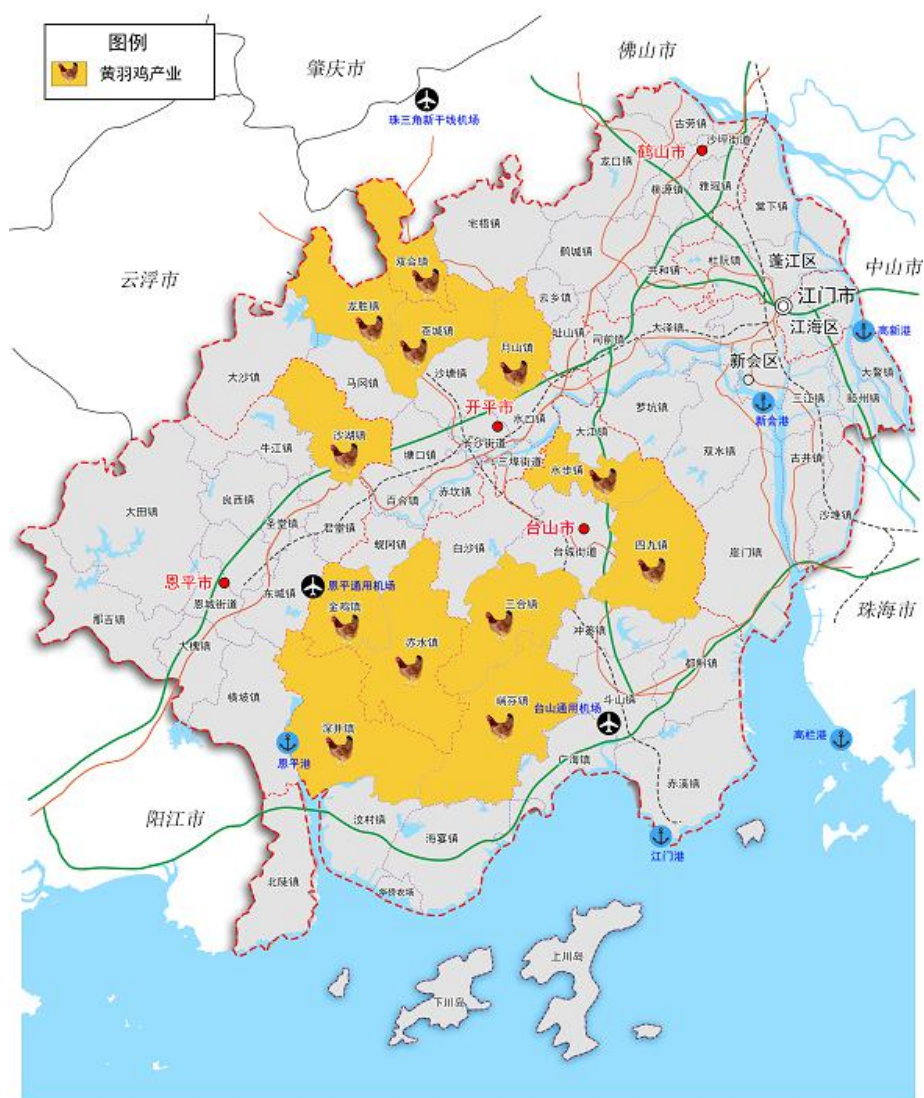 图例
黄羽鸡产业
肇庆市
佛山市
珠三角新干线机场
古劳镇
沙坪街道
鹤山市
龙口镇
桃源镇
雅瑶镇
棠下镇
宅梧镇
双合镇
鹤城镇
共和镇
杜阮镇
蓬江区
中山市
云浮市
龙胜镇
苍城镇
云乡镇
址山镇
司前镇
大泽镇
江门市
江海区
高新港
月山镇
新会区
大鳌镇
大沙镇
马冈镇
沙塘镇
开平市
水口镇
罗坑镇
新会港
三江镇
睦州镇
沙湖镇
牛江镇
塘口镇
长沙街道
三埠街道
大江镇
水步镇
双水镇
古井镇
大田镇
良西镇
圣堂镇
君堂镇
百合镇
赤坎镇
蚬冈镇
白沙镇
台山市
台城街道
四九镇
崖门镇
沙堆镇
恩平市
恩城街道
东城镇
恩平通用机场
金鸡镇
三合镇
珠海市
那吉镇
大槐镇
冲蒌镇
都斛镇
横坡镇
端芬镇
斗山镇
台山通用机场
深井镇
恩平港
高栏港
广海镇
赤溪镇
阳江市
汶村镇
海宴镇
江门港
北陡镇
华侨农场
上川岛
下川岛